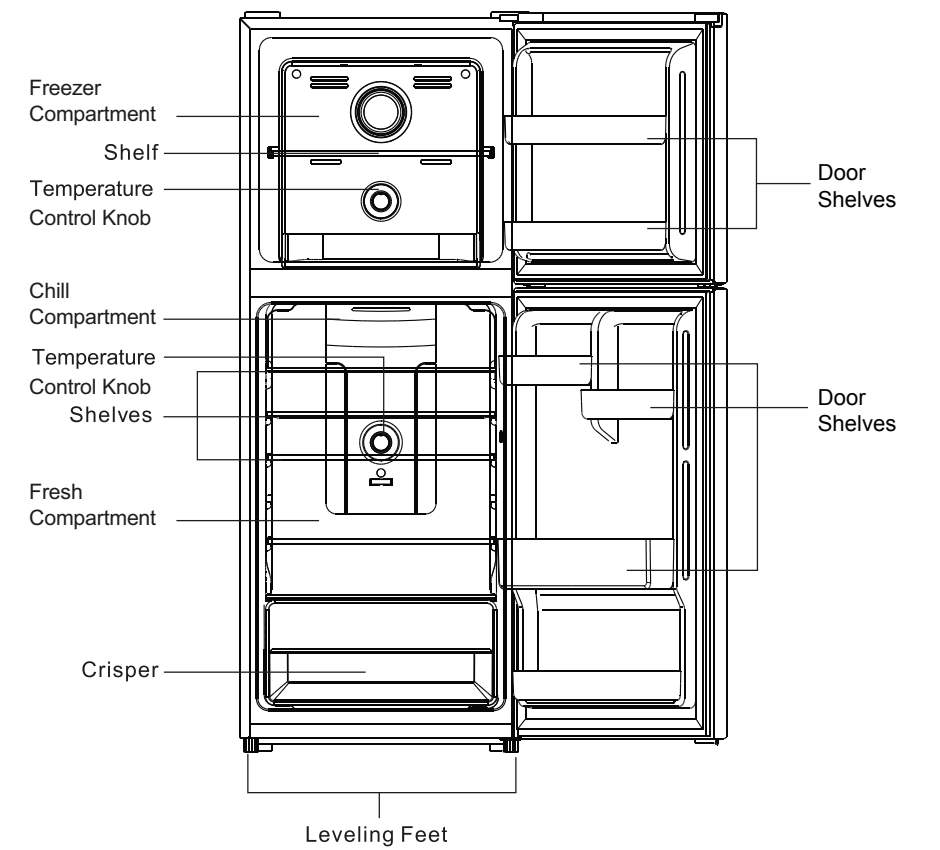 Freezer
Compartment
Shelf
Temperature
Control Knob
Door
Shelves
Chill
Compartment
Temperature
Control Knob
Shelves
Door
Shelves
Fresh
Compartment
Crisper
Leveling Feet